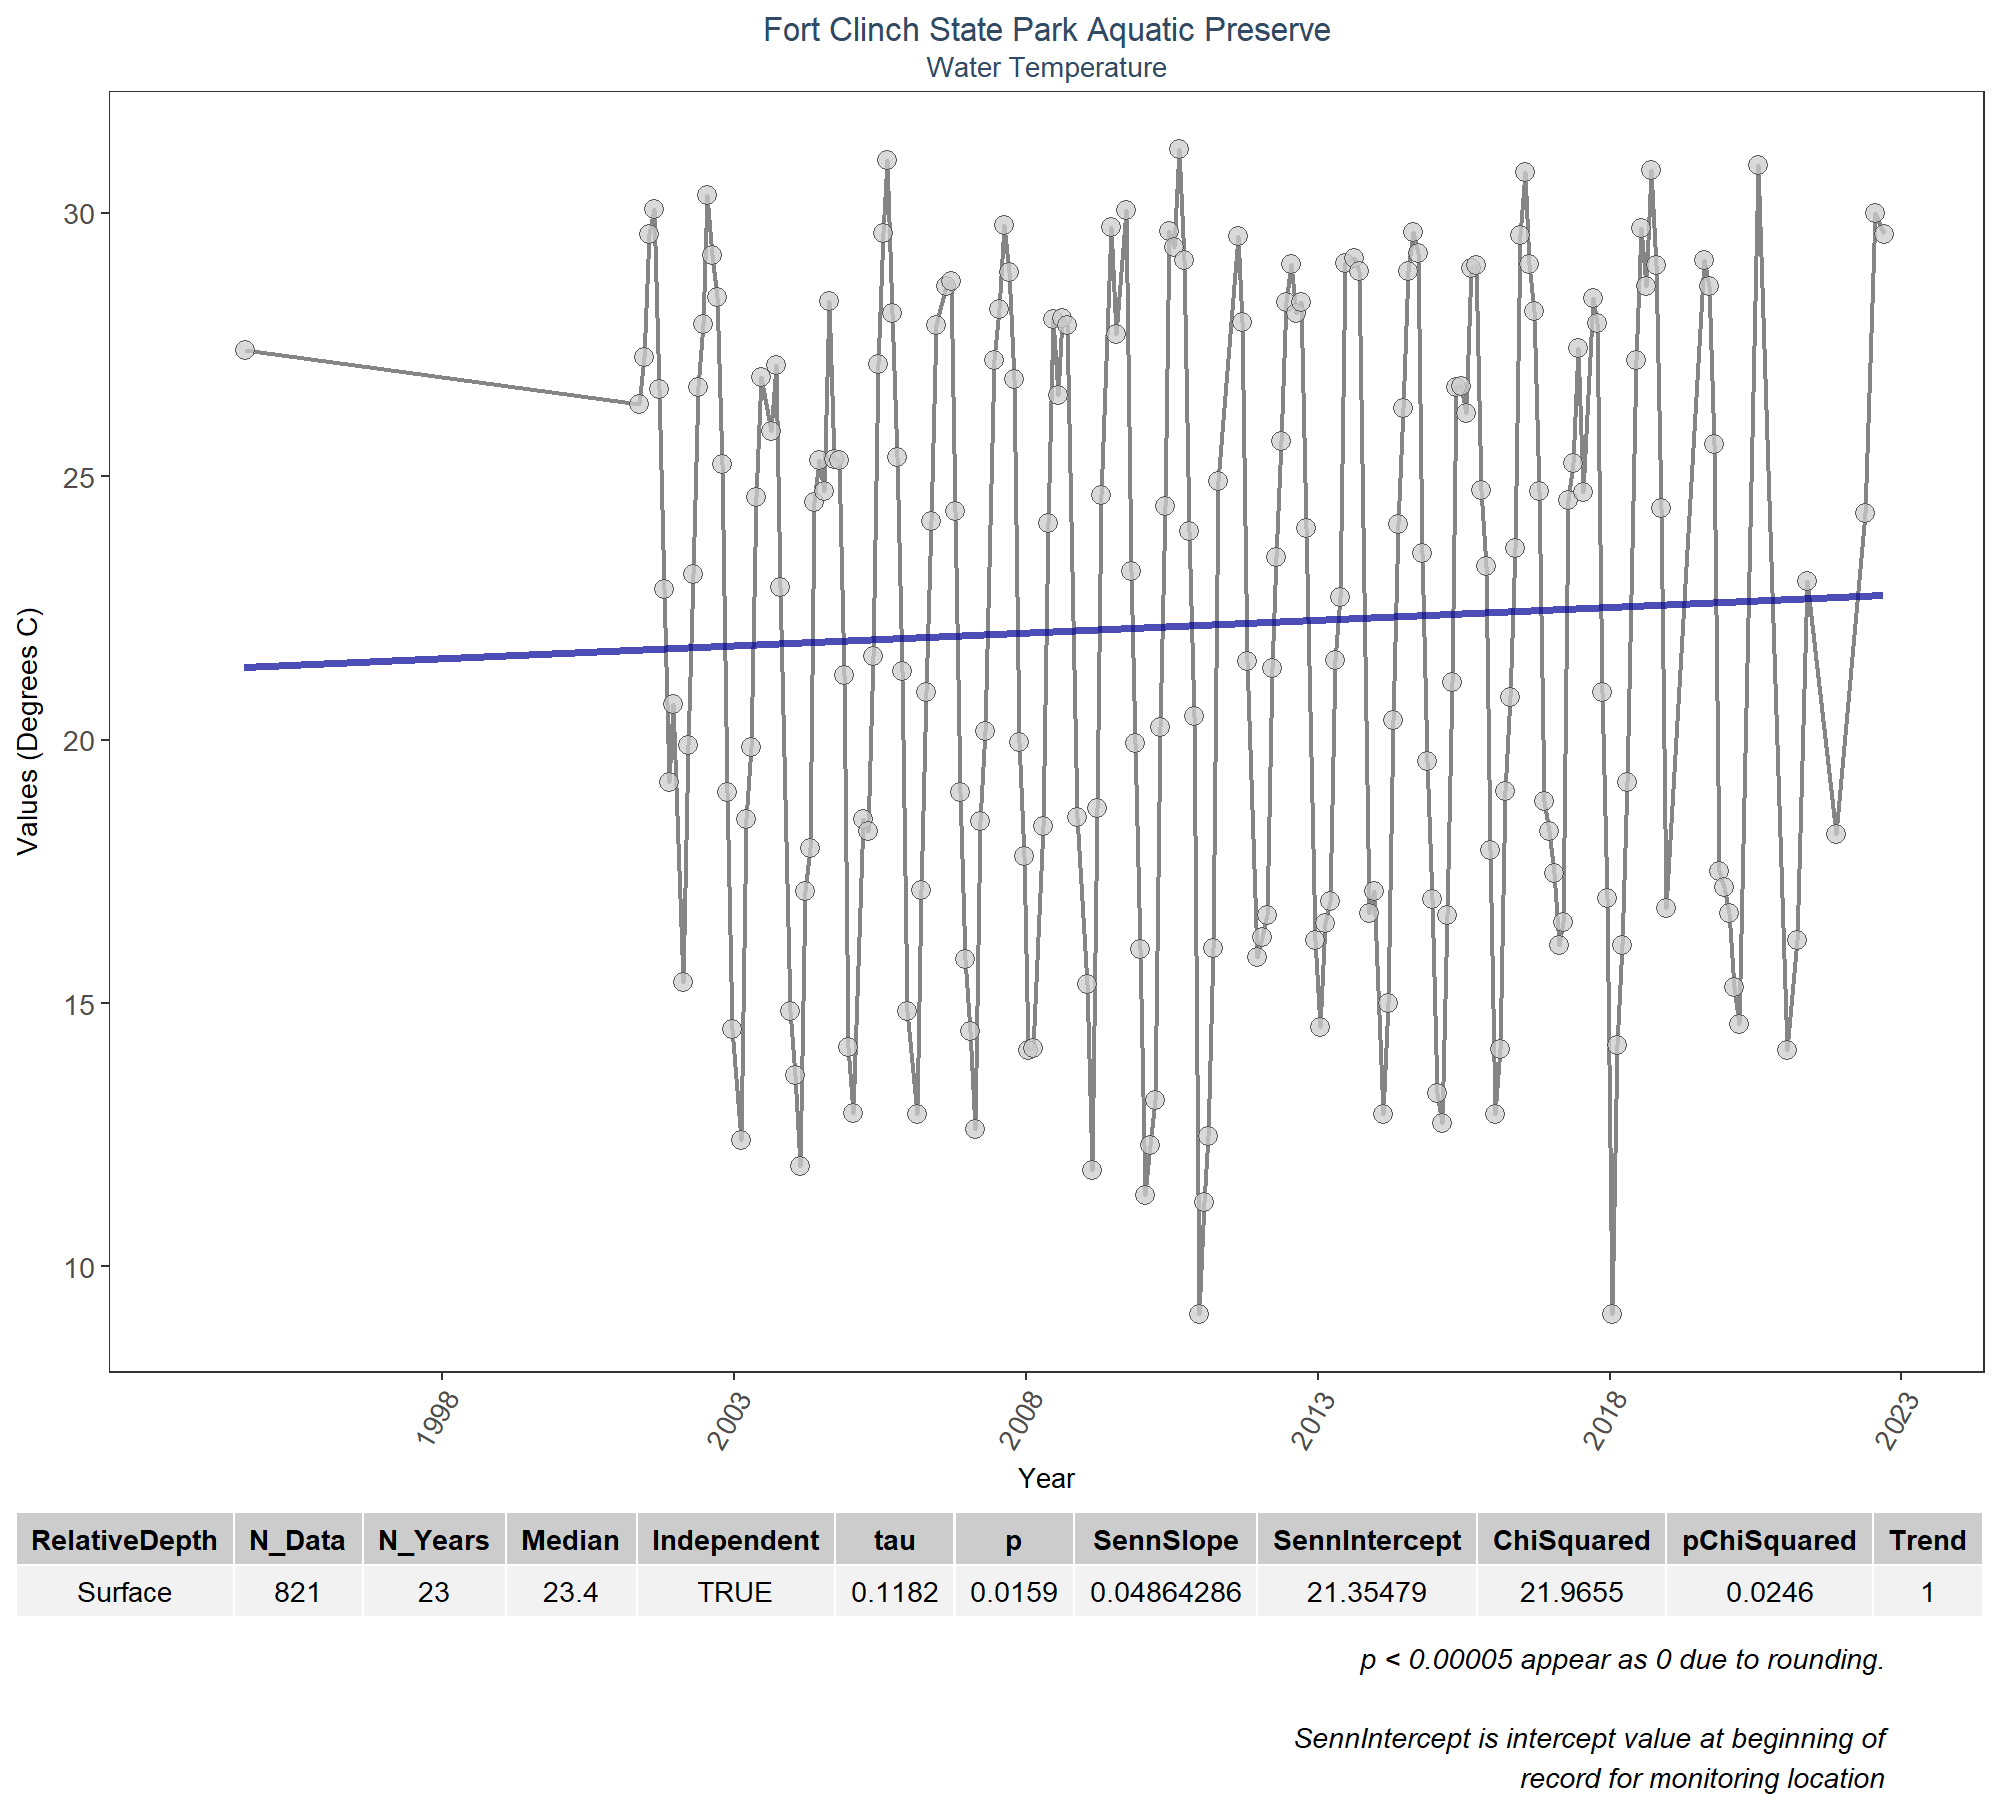 Fort Clinch State Park Aquatic Preserve
Water Temperature
Values (Degrees C)
30
25
20
15
10
1998
2003
2008
2013
2018
2023
Year
RelativeDepth N_Data N_Years Median Independent tau p SennSlope SennIntercept ChiSquared pChiSquared Trend
Surface 821 23 23.4 TRUE 0.1182 0.0159 0.04864286 21.35479 21.9655 0.0246 1
p < 0.00005 appear as 0 due to rounding.
SennIntercept is intercept value at beginning of
record for monitoring location